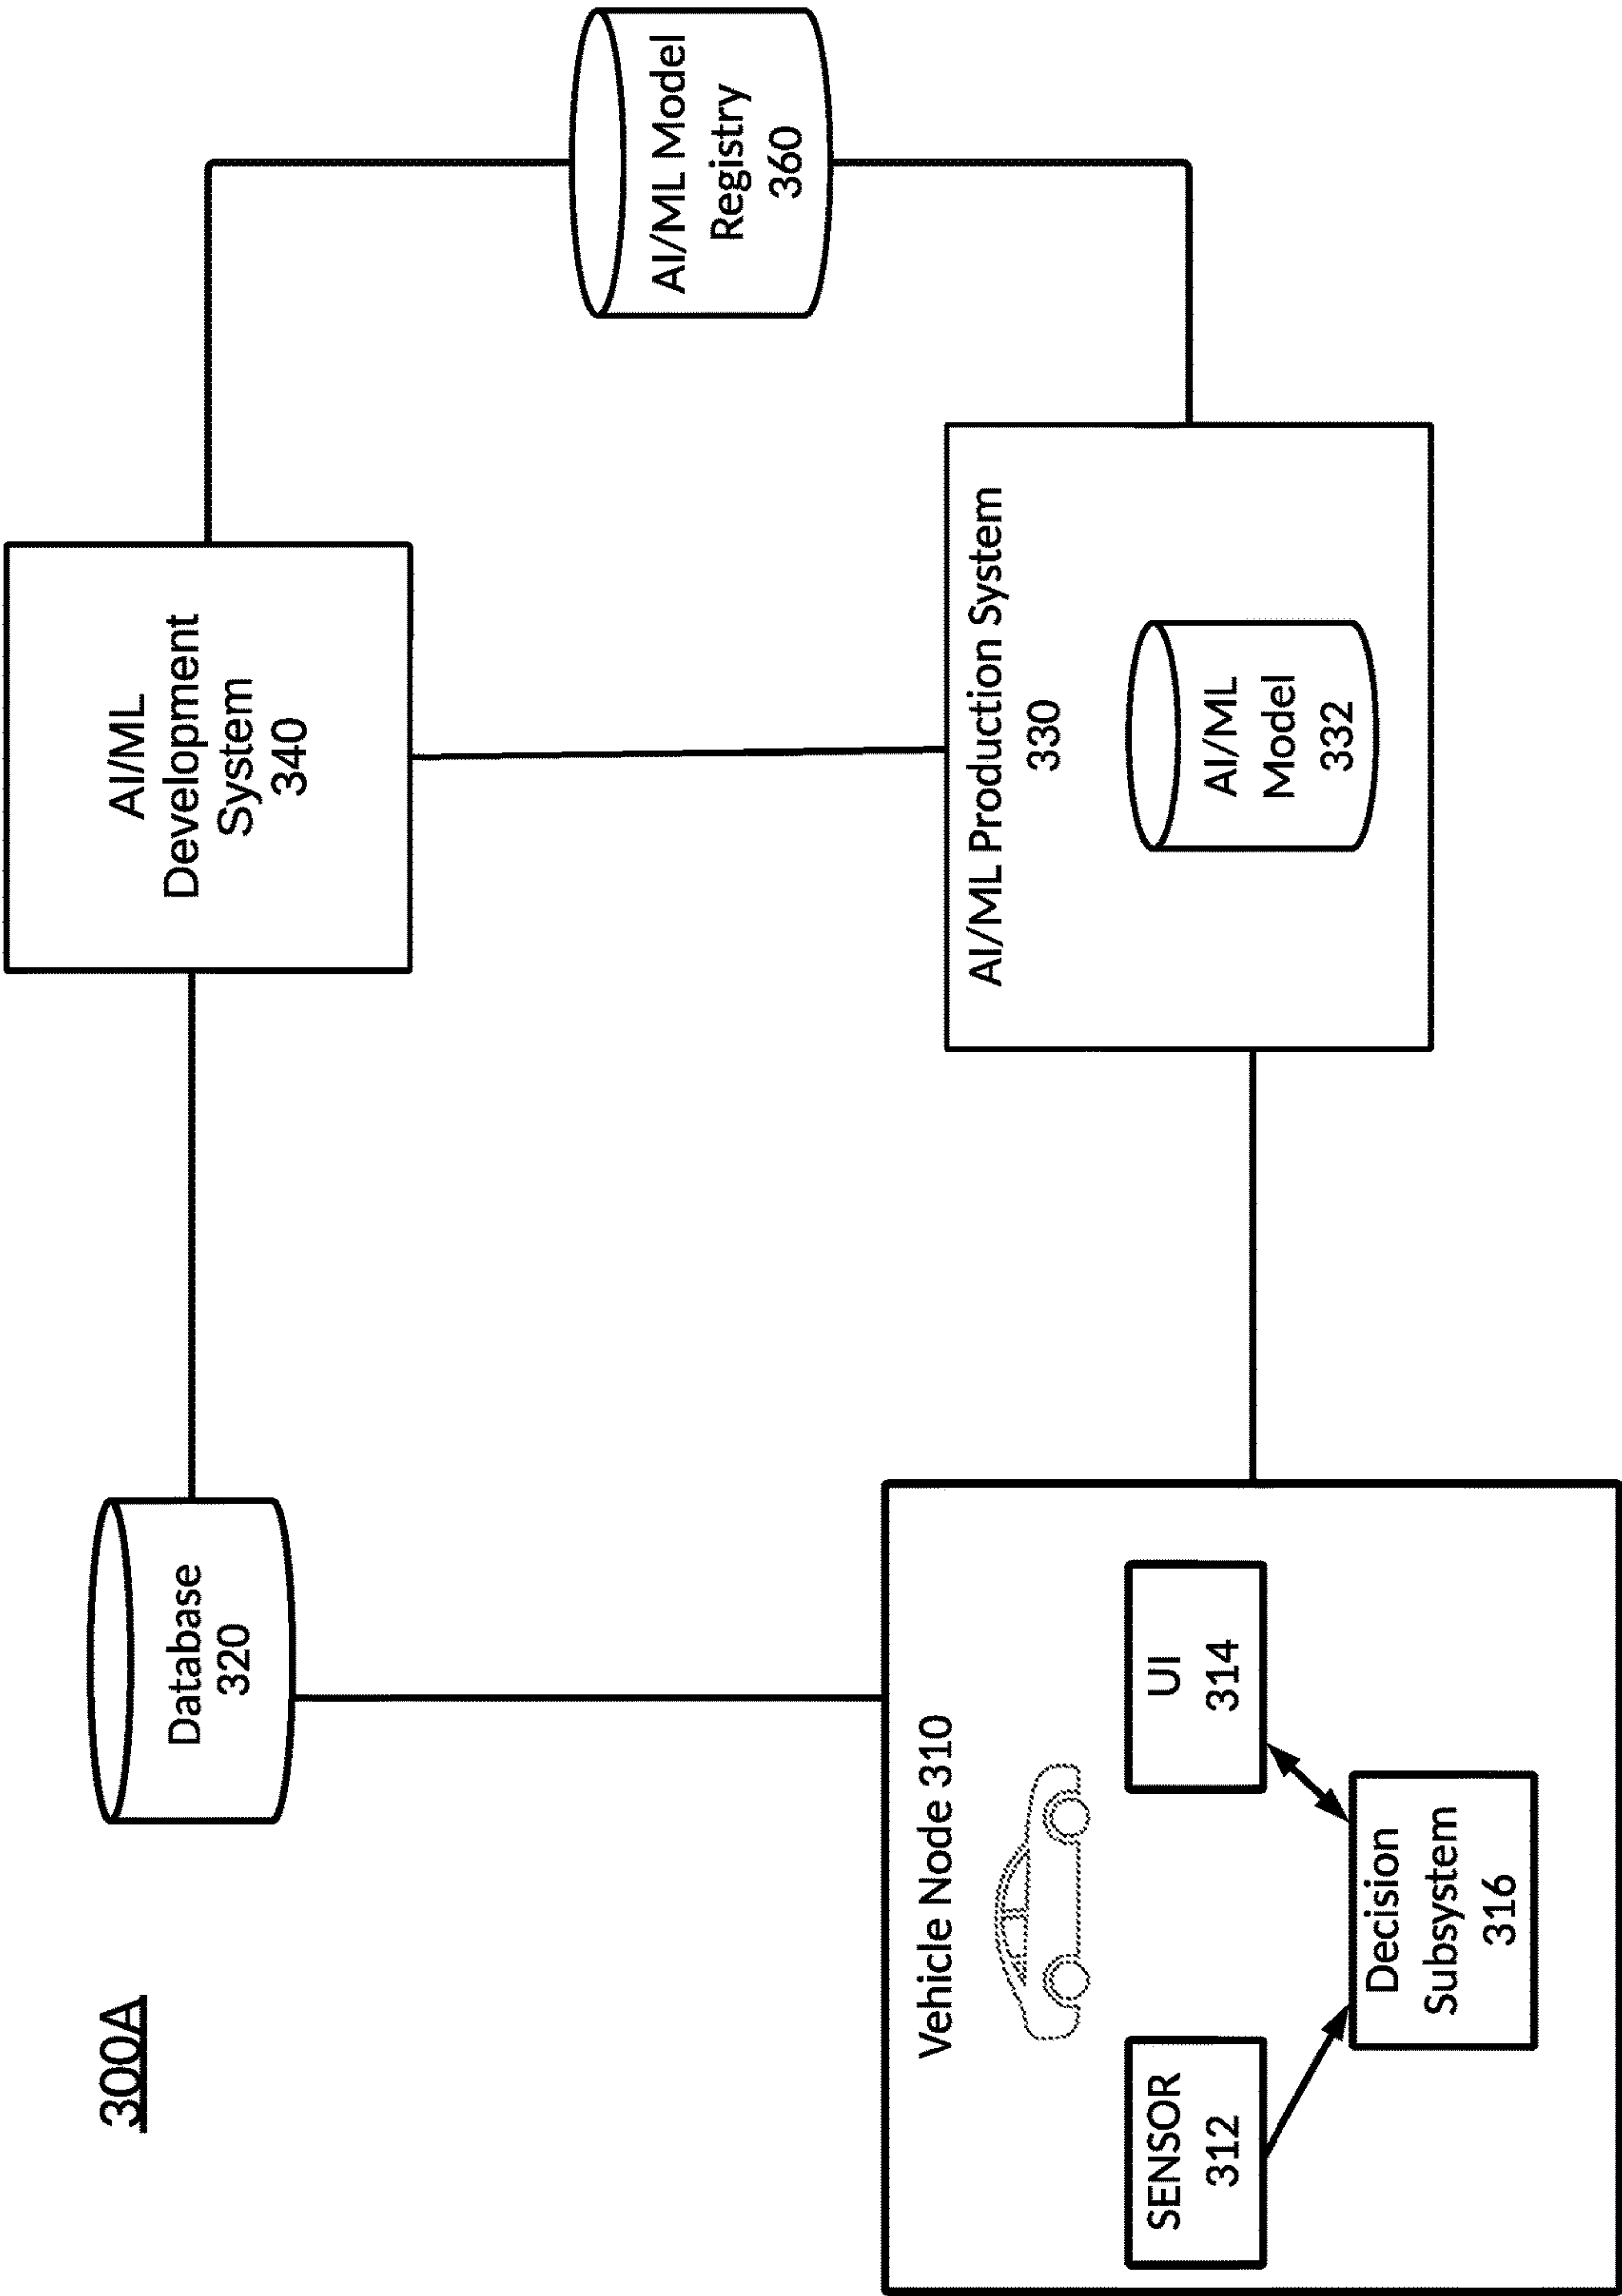 300A
Database
320
AI/ML
Development
System
340
AI/ML Model
Registry
360
Vehicle Node 310
SENSOR
312
UI
314
Decision
Subsystem
316
AI/ML Production System
330
AI/ML
Model
332